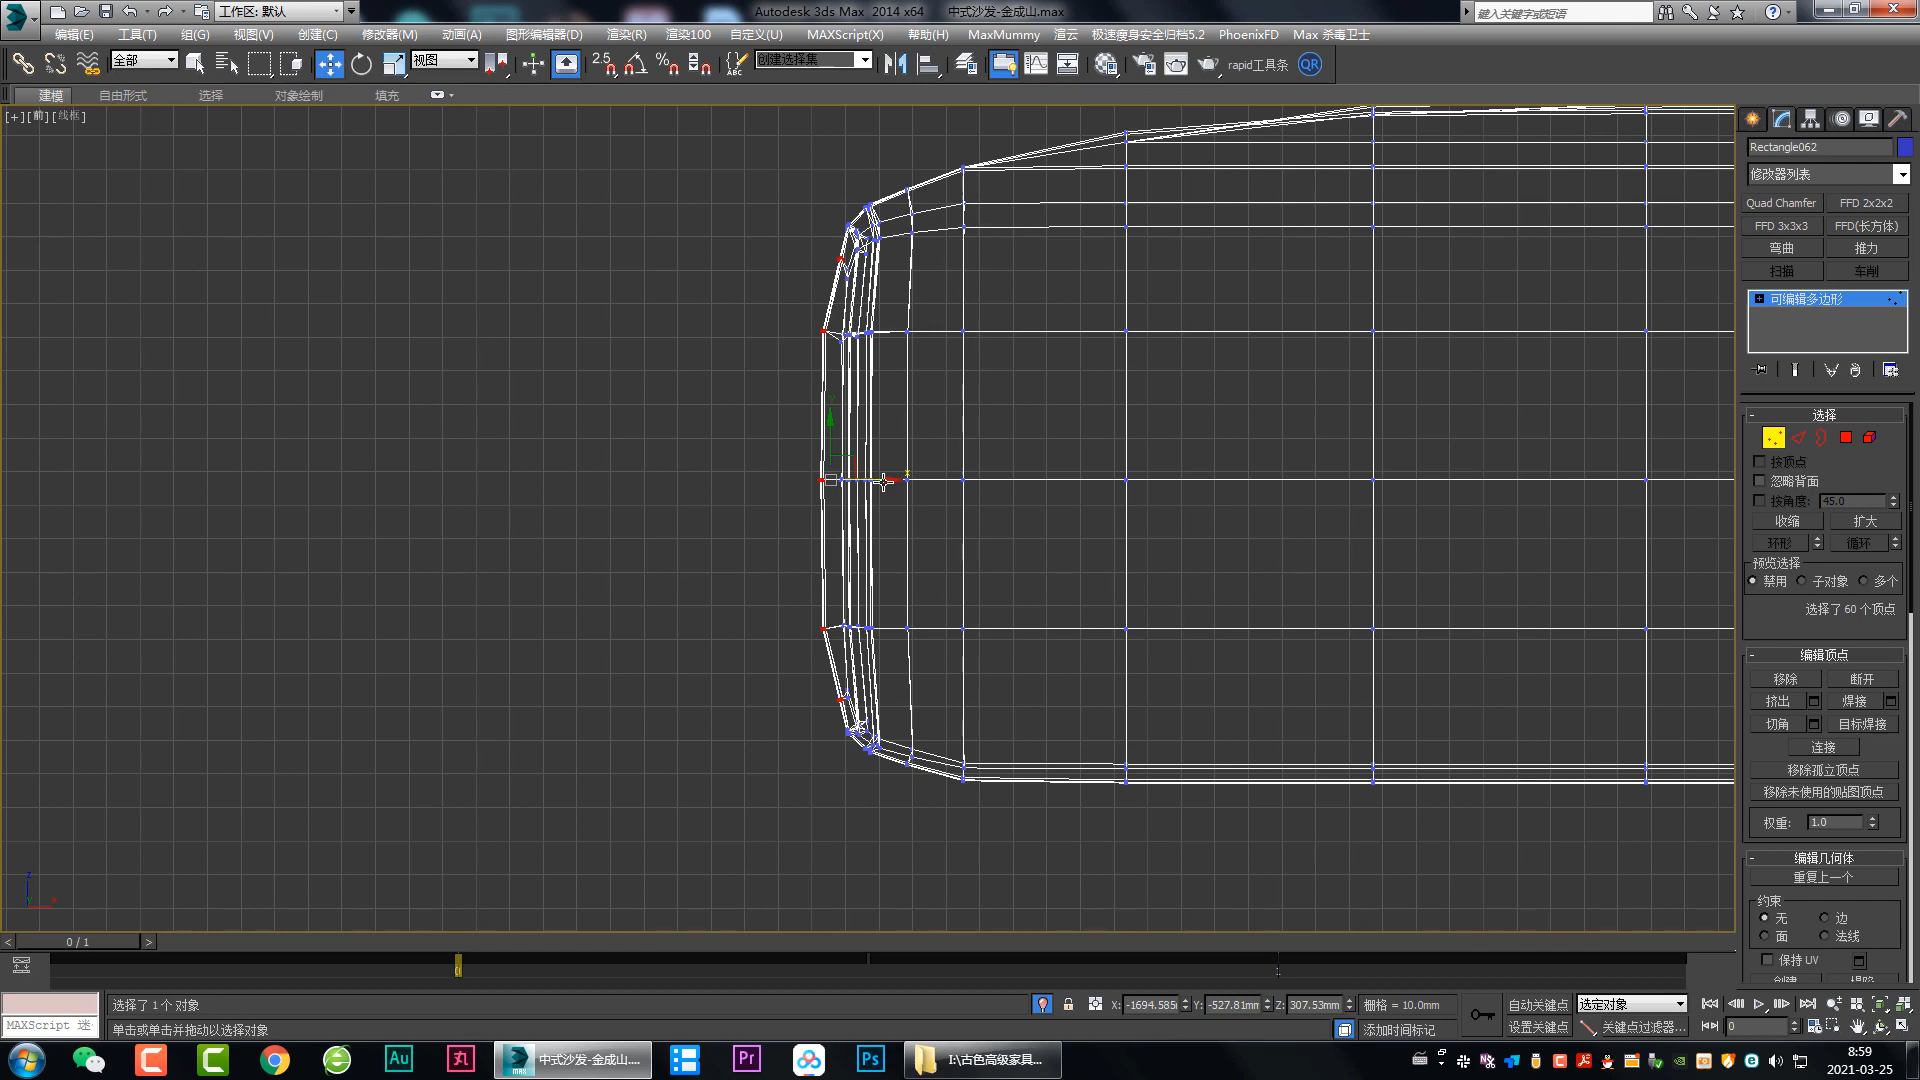 工作区: 默认
Autodesk 3ds Max 2014 x64 中式沙发-金成山.max
键入关键字或短语
编辑(E) 工具(T) 组(G) 视图(V) 创建(C) 修改器(M) 动画(A) 图形编辑器(D) 渲染(R) 渲染100 自定义(U) MAXScript(X) 帮助(H) MaxMummy 渲云 极速瘦身安全归档5.2 PhoenixFD Max 杀毒卫士
全部 视图 2.5 创建选择集 rapid工具条 QR
建模 自由形式 选择 对象绘制 填充
[+][前][线框]
Rectangle062
修改器列表
Quad Chamfer FFD 2x2x2
FFD 3x3x3 FFD(长方体)
弯曲 推力
扫描 车削
可编辑多边形
选择
按顶点
忽略背面
按角度: 45.0
收缩 扩大
环形 循环
预览选择
禁用 子对象 多个
选择了 60 个顶点
编辑顶点
移除 断开
挤出 焊接
切角 目标焊接
连接
移除孤立顶点
移除未使用的贴图顶点
权重: 1.0
编辑几何体
重复上一个
约束
无 边
面 法线
保持 UV
0 / 1
选择了 1 个 对象
X: -1694.585 Y: -527.81mm Z: 307.53mm 栅格 = 10.0mm
自动关键点 选定对象
MAXScript 迷
单击或单击并拖动以选择对象
添加时间标记
设置关键点 关键点过滤器... 0
Au 丸 中式沙发-金成山.... Pr Ps I:\古色高级家具...
8:59
2021-03-25